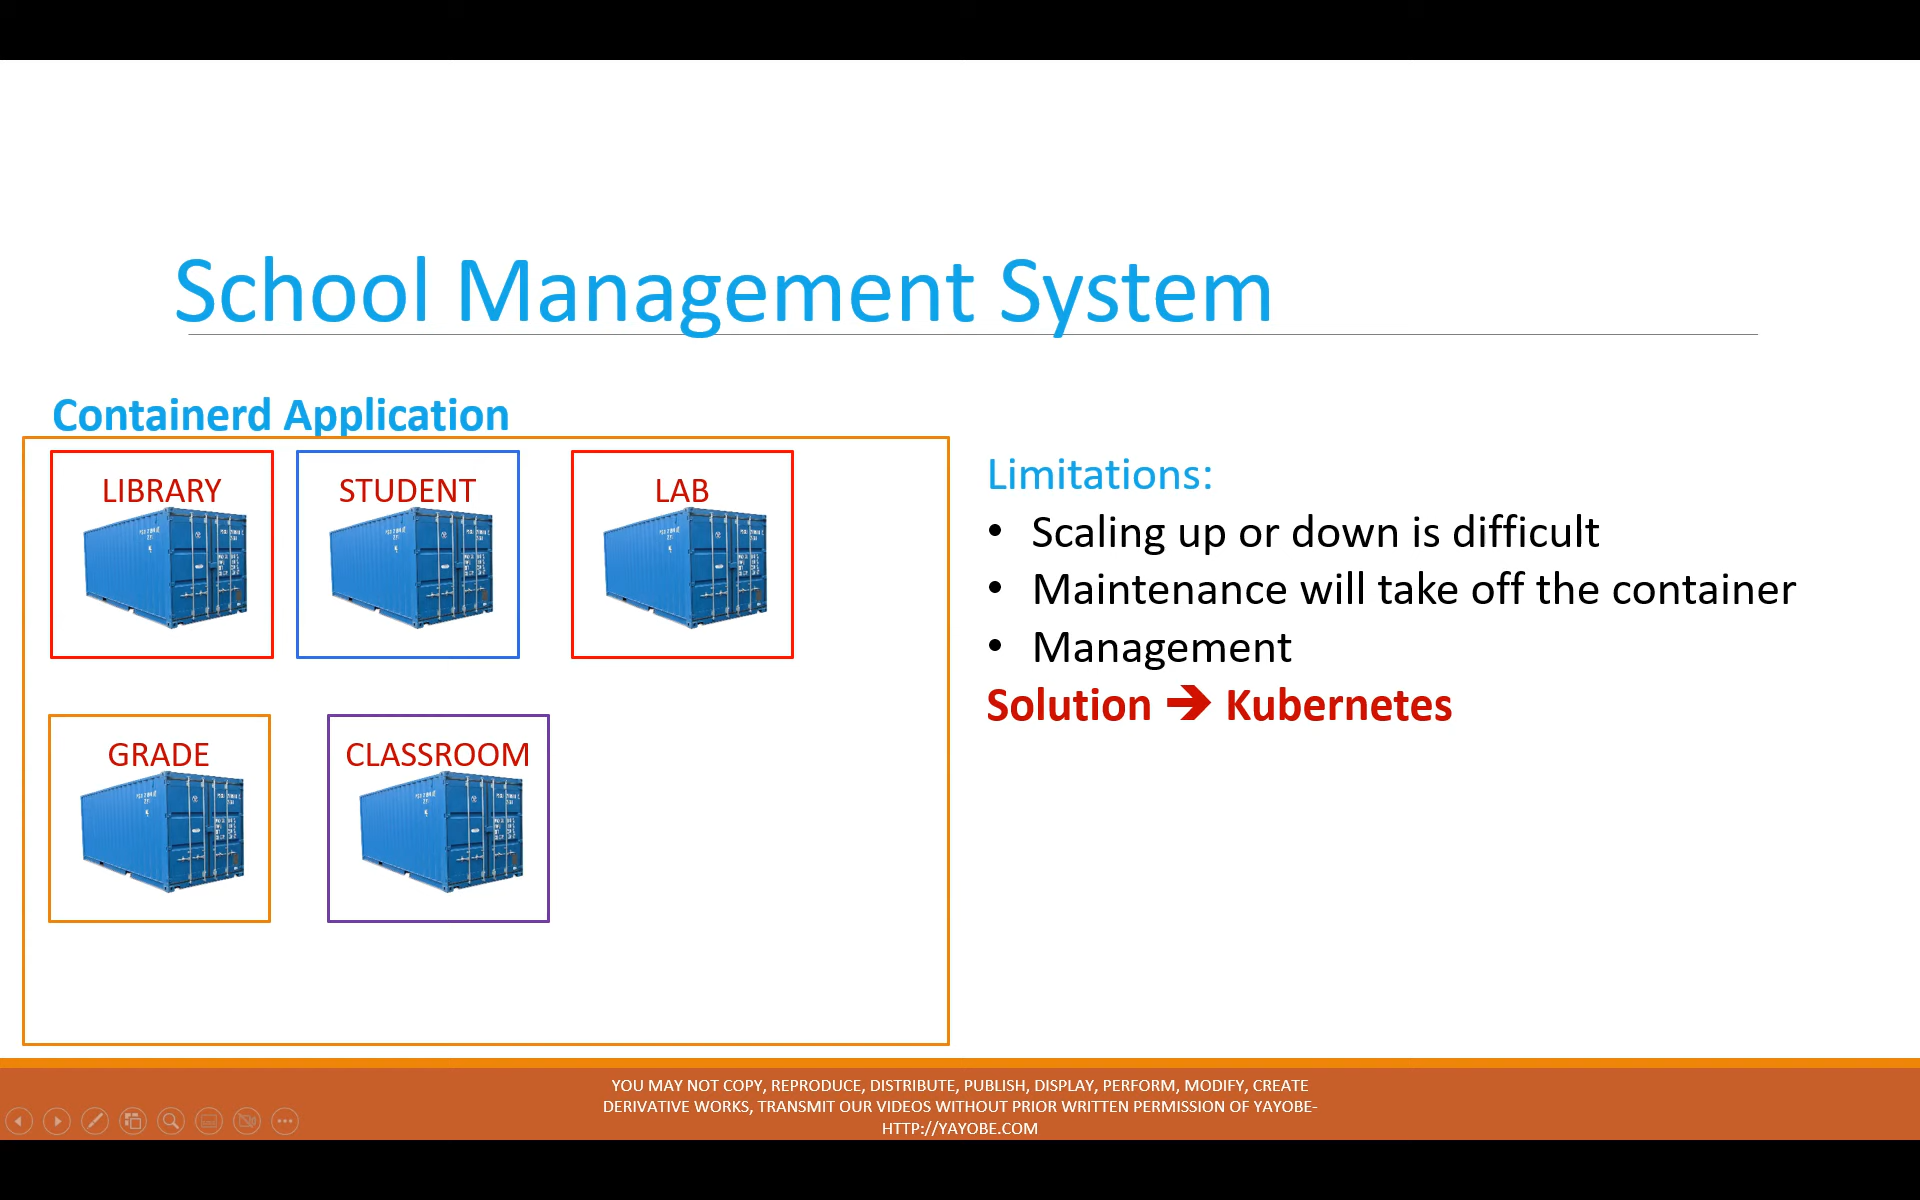 School Management System
Containerd Application
LIBRARY
STUDENT
LAB
GRADE
CLASSROOM
Limitations:
• Scaling up or down is difficult
• Maintenance will take off the container
• Management
Solution ➔ Kubernetes
YOU MAY NOT COPY, REPRODUCE, DISTRIBUTE, PUBLISH, DISPLAY, PERFORM, MODIFY, CREATE
DERIVATIVE WORKS, TRANSMIT OUR VIDEOS WITHOUT PRIOR WRITTEN PERMISSION OF YAYOBE-
HTTP://YAYOBE.COM